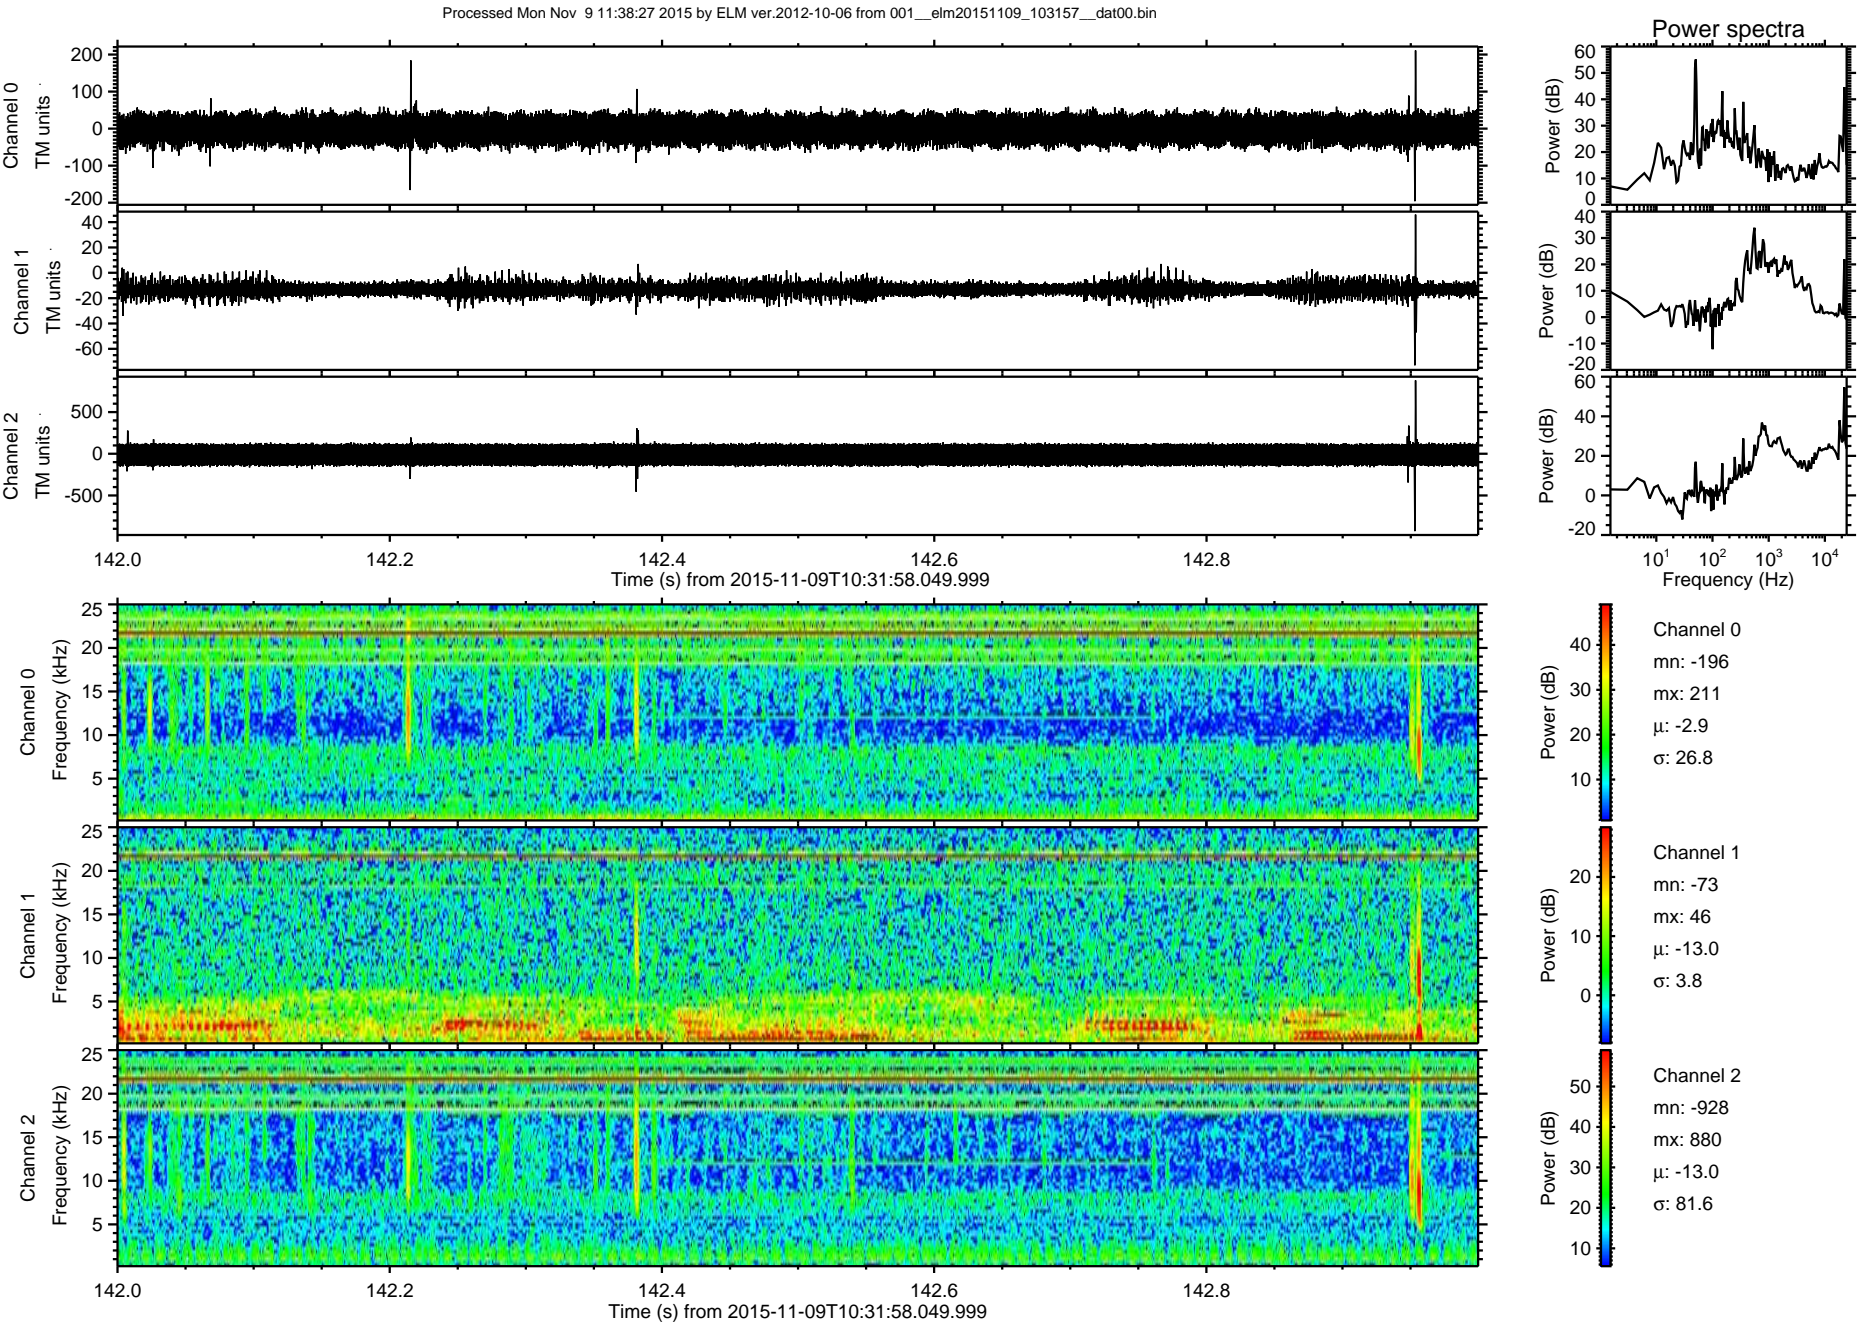 Processed Mon Nov  9 11:38:27 2015 by ELM ver.2012-10-06 from 001__elm20151109_103157__dat00.bin
Power spectra
Channel 0
TM units
200
100
0
-100
-200
Power (dB)
60
50
40
30
20
10
0
Channel 1
TM units
40
20
0
-20
-40
-60
Power (dB)
40
30
20
10
0
-10
-20
Channel 2
TM units
500
0
-500
Power (dB)
60
40
20
0
-20
142.0 142.2 142.4 142.6 142.8
Time (s) from 2015-11-09T10:31:58.049.999
10¹ 10² 10³ 10⁴
Frequency (Hz)
Channel 0
Frequency (kHz)
25
20
15
10
5
Power (dB)
40
30
20
10
Channel 0
mn: -196
mx: 211
μ: -2.9
σ: 26.8
Channel 1
Frequency (kHz)
25
20
15
10
5
Power (dB)
20
10
0
Channel 1
mn: -73
mx: 46
μ: -13.0
σ: 3.8
Channel 2
Frequency (kHz)
25
20
15
10
5
Power (dB)
50
40
30
20
10
Channel 2
mn: -928
mx: 880
μ: -13.0
σ: 81.6
142.0 142.2 142.4 142.6 142.8
Time (s) from 2015-11-09T10:31:58.049.999